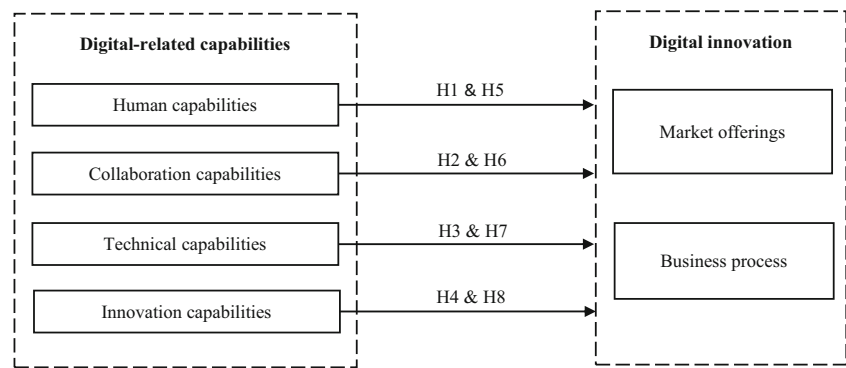 Digital-related capabilities
Human capabilities
Collaboration capabilities
Technical capabilities
Innovation capabilities
H1 & H5
H2 & H6
H3 & H7
H4 & H8
Digital innovation
Market offerings
Business process